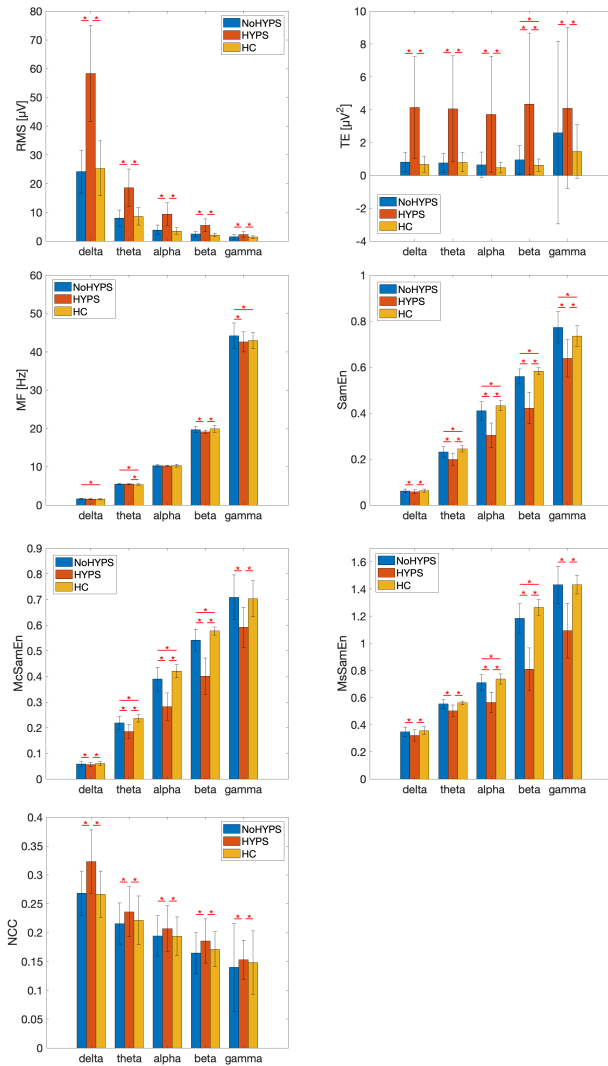 80
70
60
50
40
30
20
10
0
RMS [µV]
* *
* *
* *
* *
* *
NoHYPS
HYPS
HC
delta theta alpha beta gamma
10
8
6
4
2
0
-2
-4
TE [µV²]
*
* * * * * * * * * *
NoHYPS
HYPS
HC
delta theta alpha beta gamma
60
50
40
30
20
10
0
MF [Hz]
NoHYPS
HYPS
HC
*
*
* *
*
*
*
delta theta alpha beta gamma
1
0.8
0.6
0.4
0.2
0
SamEn
NoHYPS
HYPS
HC
*
* *
*
* *
*
* *
*
* *
* *
delta theta alpha beta gamma
0.9
0.8
0.7
0.6
0.5
0.4
0.3
0.2
0.1
0
McSamEn
NoHYPS
HYPS
HC
* *
*
* *
*
* *
*
* *
* *
delta theta alpha beta gamma
1.6
1.4
1.2
1
0.8
0.6
0.4
0.2
0
MsSamEn
NoHYPS
HYPS
HC
* *
*
* *
*
* *
* *
* *
delta theta alpha beta gamma
0.4
0.35
0.3
0.25
0.2
0.15
0.1
0.05
0
NCC
* *
* *
* *
* *
* *
NoHYPS
HYPS
HC
delta theta alpha beta gamma